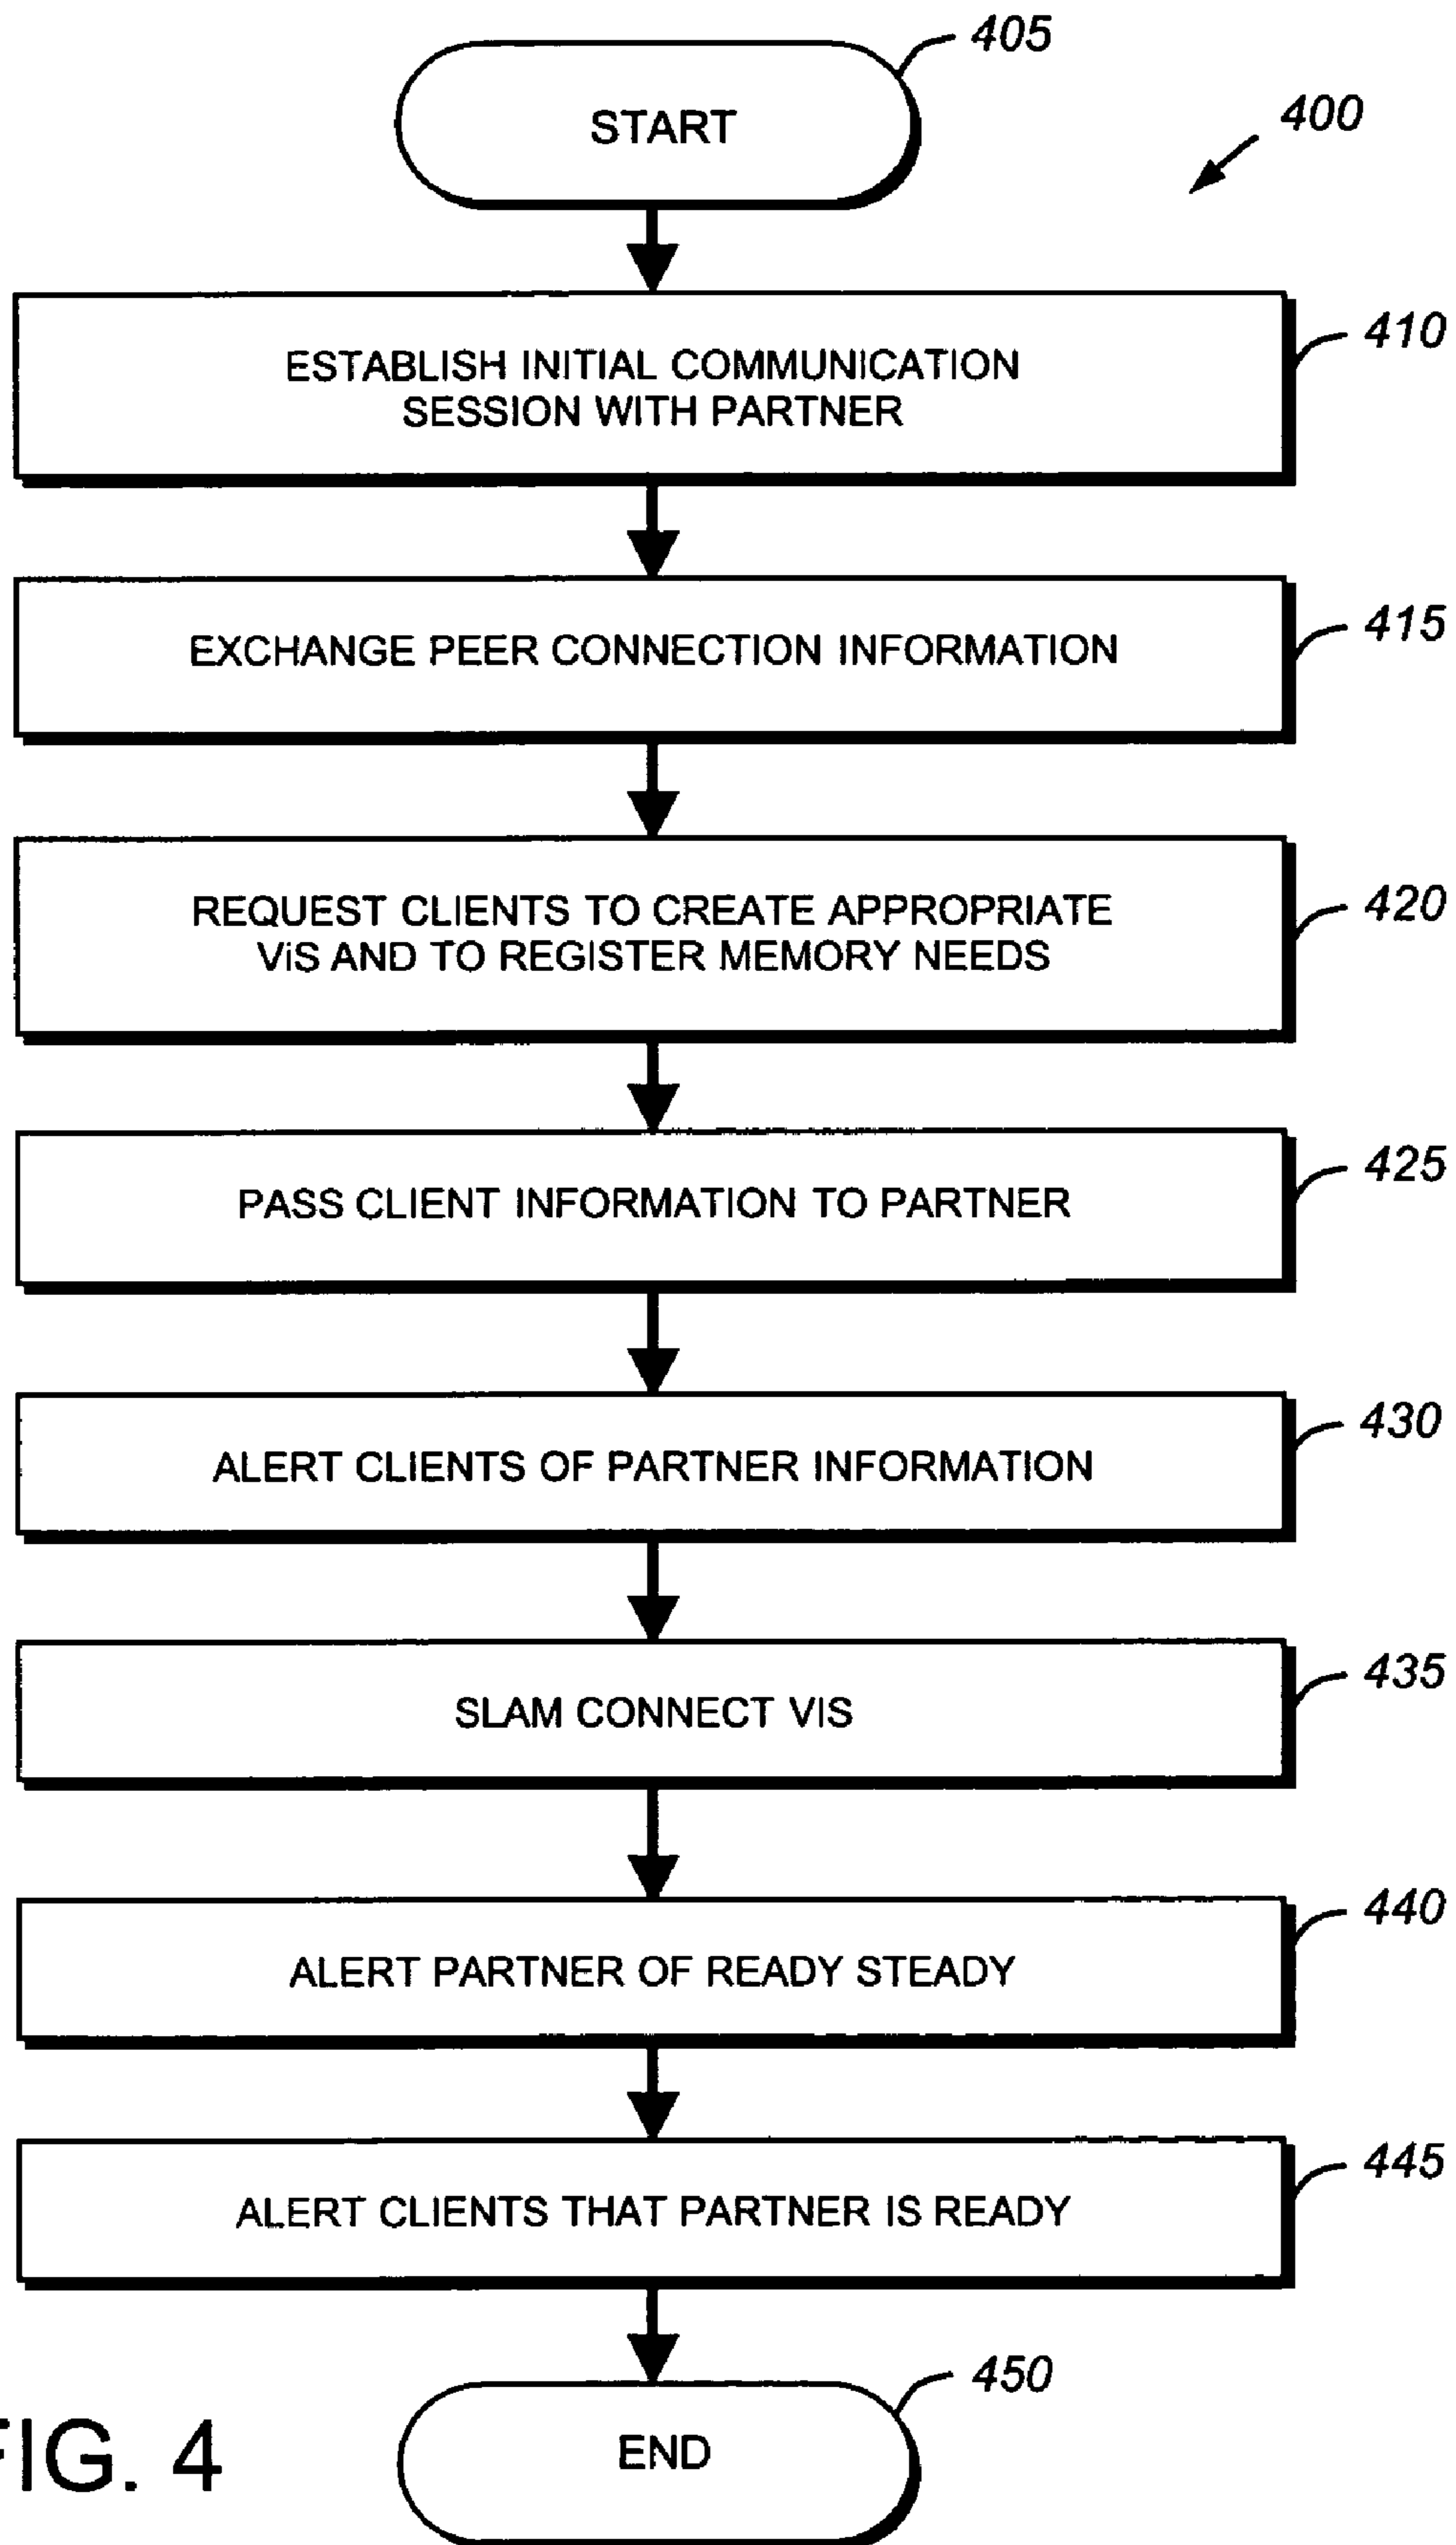 405
START
400
410
ESTABLISH INITIAL COMMUNICATION
SESSION WITH PARTNER
415
EXCHANGE PEER CONNECTION INFORMATION
420
REQUEST CLIENTS TO CREATE APPROPRIATE
ViS AND TO REGISTER MEMORY NEEDS
425
PASS CLIENT INFORMATION TO PARTNER
430
ALERT CLIENTS OF PARTNER INFORMATION
435
SLAM CONNECT VIS
440
ALERT PARTNER OF READY STEADY
445
ALERT CLIENTS THAT PARTNER IS READY
450
END
FIG. 4